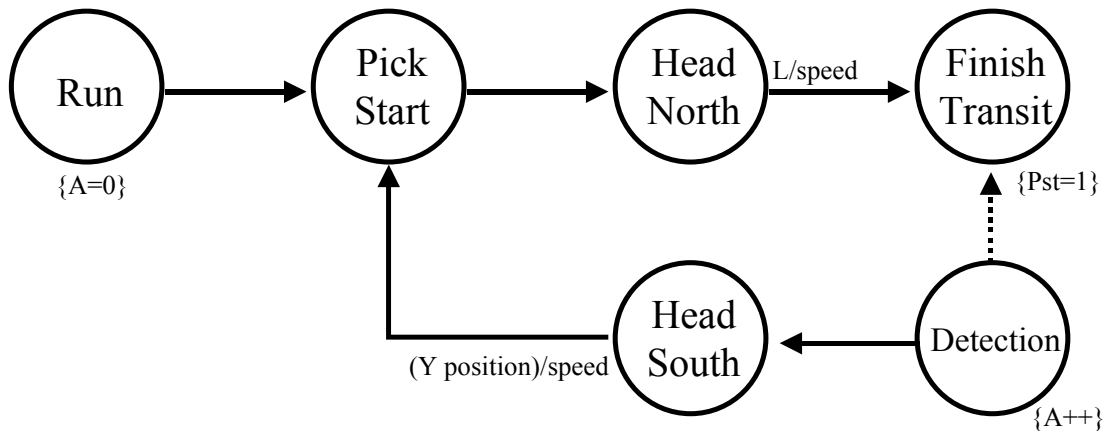 Run
{A=0}
Pick
Start
Head
North
L/speed
Finish
Transit
{Pst=1}
Head
South
(Y position)/speed
Detection
{A++}